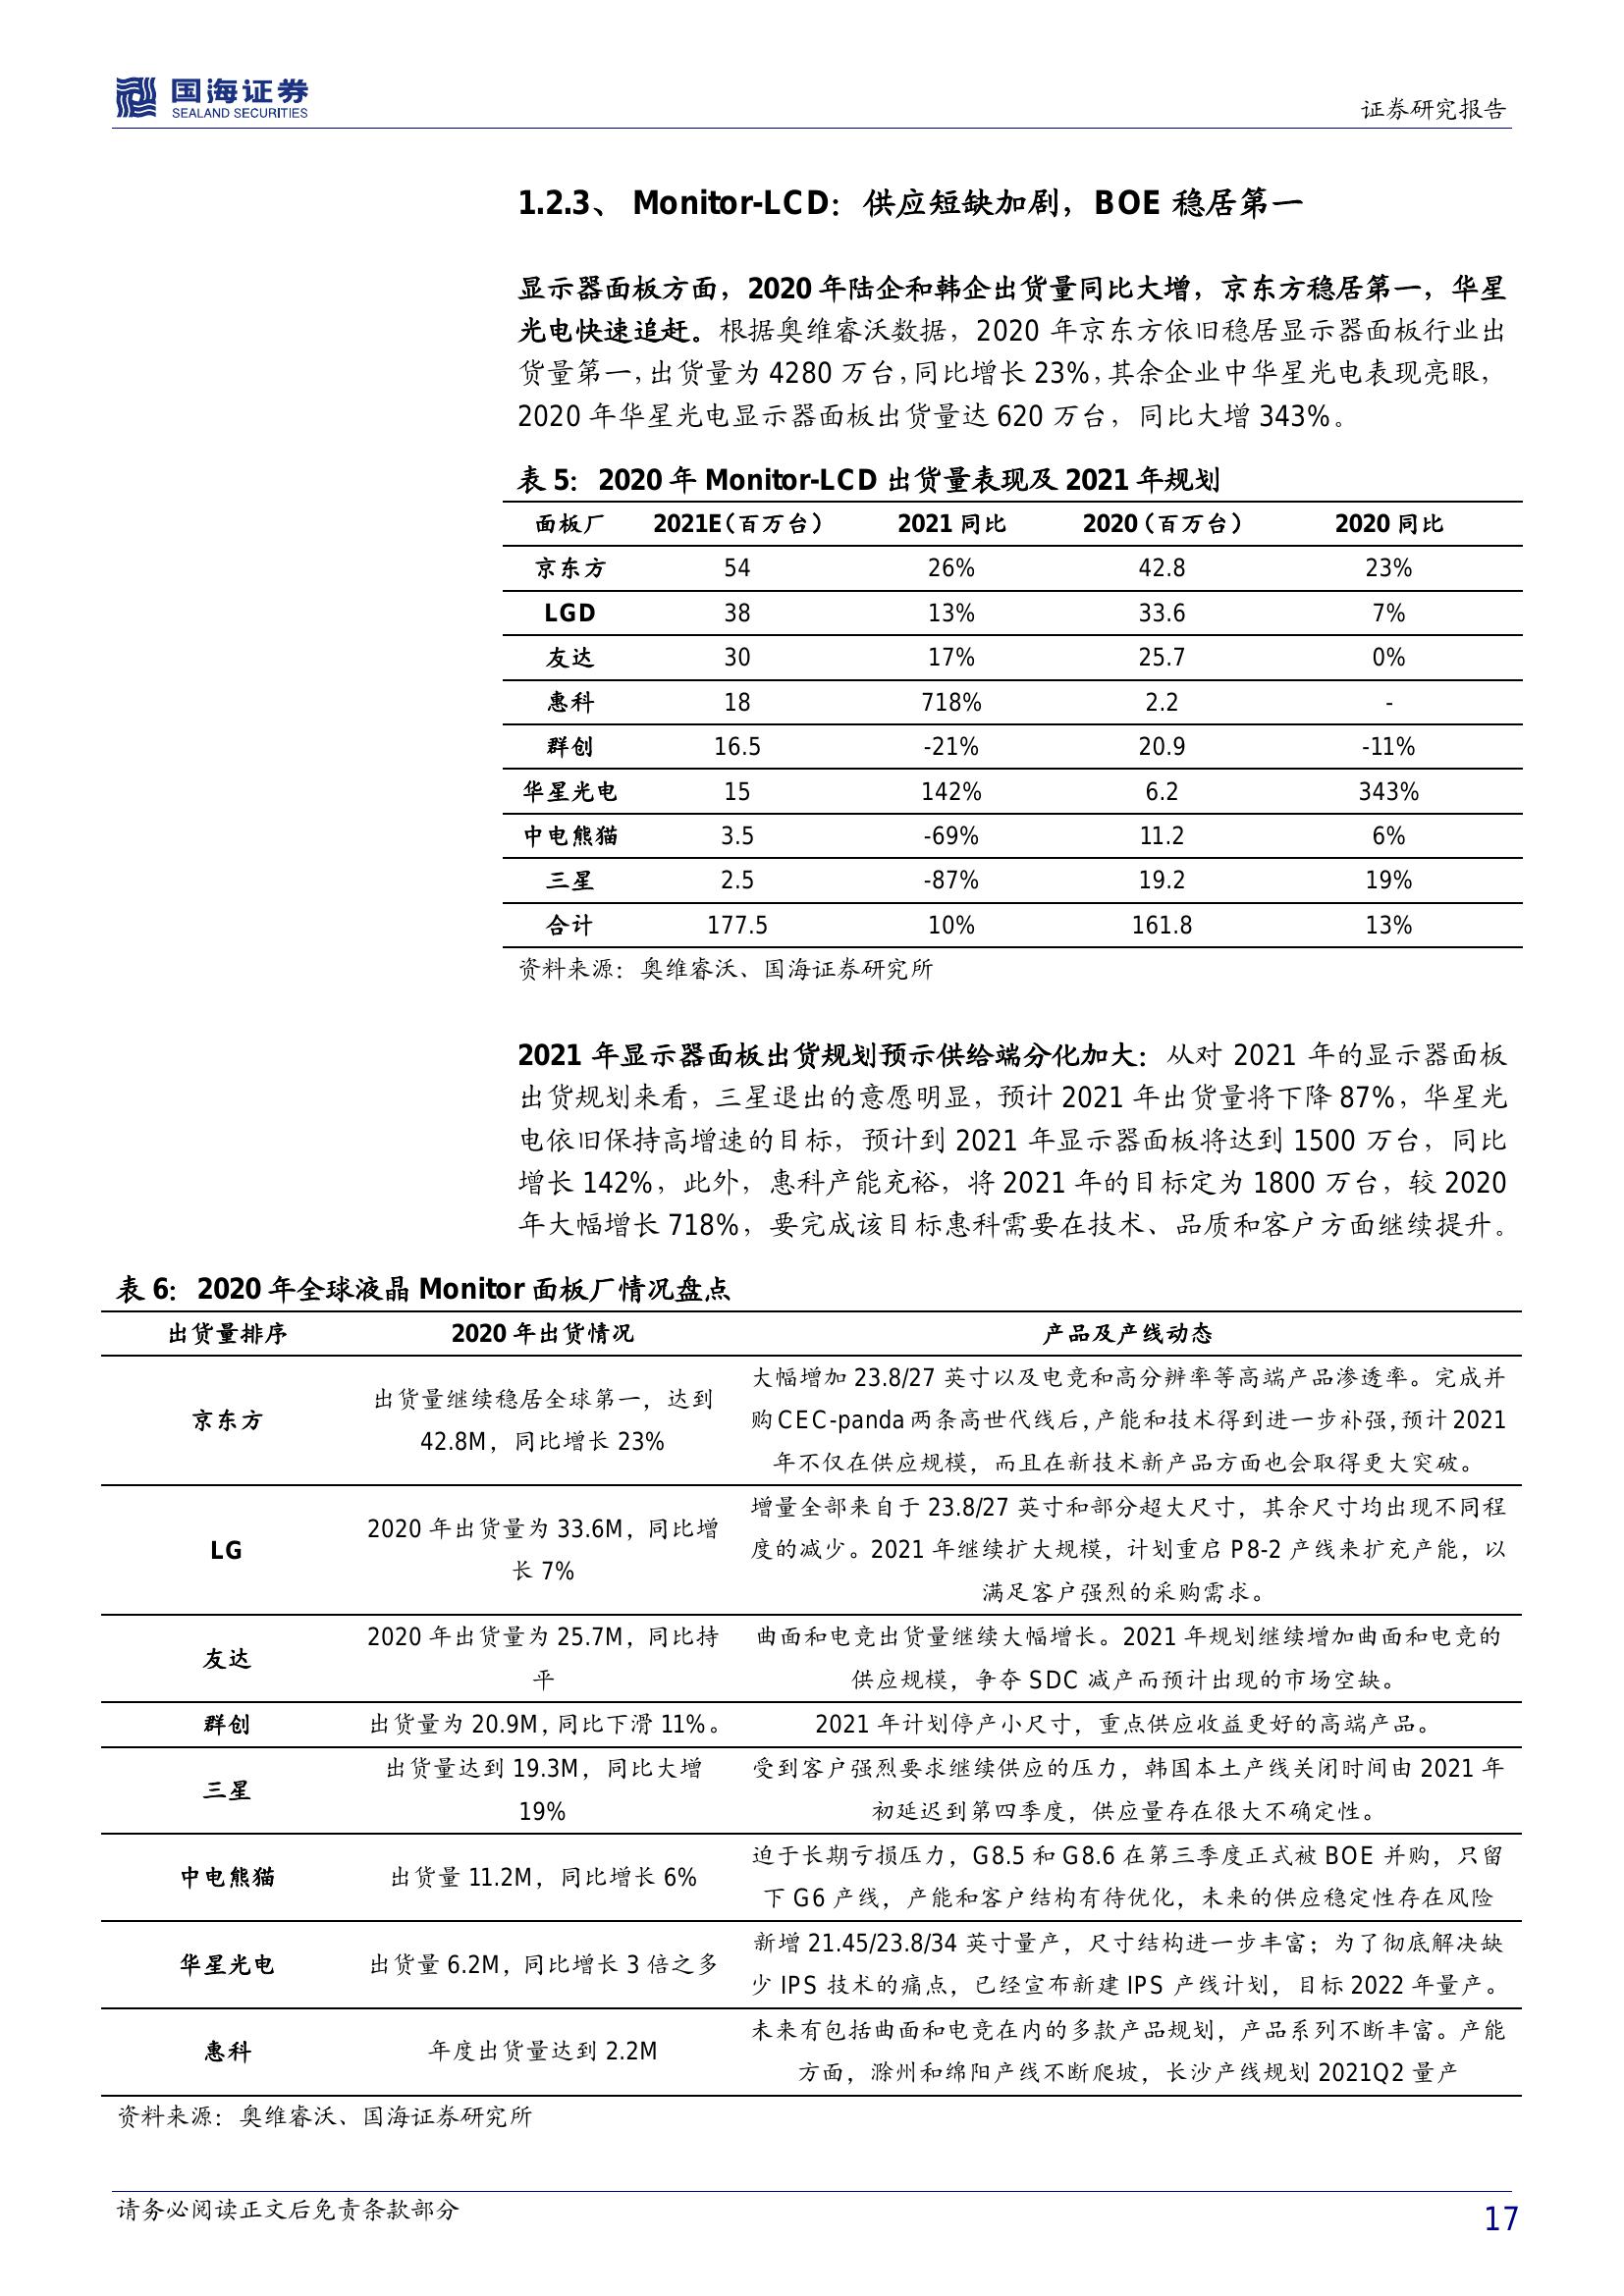 国海证券
SEALAND SECURITIES
证券研究报告
1.2.3、 Monitor-LCD：供应短缺加剧，BOE 稳居第一
显示器面板方面，2020 年陆企和韩企出货量同比大增，京东方稳居第一，华星
光电快速追赶。根据奥维睿沃数据，2020 年京东方依旧稳居显示器面板行业出
货量第一，出货量为 4280 万台，同比增长 23%，其余企业中华星光电表现亮眼，
2020 年华星光电显示器面板出货量达 620 万台，同比大增 343%。
表 5：2020 年 Monitor-LCD 出货量表现及 2021 年规划
面板厂 2021E（百万台） 2021 同比 2020（百万台） 2020 同比
京东方 54 26% 42.8 23%
LGD 38 13% 33.6 7%
友达 30 17% 25.7 0%
惠科 18 718% 2.2 -
群创 16.5 -21% 20.9 -11%
华星光电 15 142% 6.2 343%
中电熊猫 3.5 -69% 11.2 6%
三星 2.5 -87% 19.2 19%
合计 177.5 10% 161.8 13%
资料来源：奥维睿沃、国海证券研究所
2021 年显示器面板出货规划预示供给端分化加大：从对 2021 年的显示器面板
出货规划来看，三星退出的意愿明显，预计 2021 年出货量将下降 87%，华星光
电依旧保持高增速的目标，预计到 2021 年显示器面板将达到 1500 万台，同比
增长 142%，此外，惠科产能充裕，将 2021 年的目标定为 1800 万台，较 2020
年大幅增长 718%，要完成该目标惠科需要在技术、品质和客户方面继续提升。
表 6：2020 年全球液晶 Monitor 面板厂情况盘点
出货量排序 2020 年出货情况 产品及产线动态
京东方
出货量继续稳居全球第一，达到
42.8M，同比增长 23%
大幅增加 23.8/27 英寸以及电竞和高分辨率等高端产品渗透率。完成并
购 CEC-panda 两条高世代线后，产能和技术得到进一步补强，预计 2021
年不仅在供应规模，而且在新技术新产品方面也会取得更大突破。
LG
2020 年出货量为 33.6M，同比增
长 7%
增量全部来自于 23.8/27 英寸和部分超大尺寸，其余尺寸均出现不同程
度的减少。2021 年继续扩大规模，计划重启 P8-2 产线来扩充产能，以
满足客户强烈的采购需求。
友达
2020 年出货量为 25.7M，同比持
平
曲面和电竞出货量继续大幅增长。2021 年规划继续增加曲面和电竞的
供应规模，争夺 SDC 减产而预计出现的市场空缺。
群创 出货量为 20.9M，同比下滑 11%。 2021 年计划停产小尺寸，重点供应收益更好的高端产品。
三星
出货量达到 19.3M，同比大增
19%
受到客户强烈要求继续供应的压力，韩国本土产线关闭时间由 2021 年
初延迟到第四季度，供应量存在很大不确定性。
中电熊猫
出货量 11.2M，同比增长 6%
迫于长期亏损压力，G8.5 和 G8.6 在第三季度正式被 BOE 并购，只留
下 G6 产线，产能和客户结构有待优化，未来的供应稳定性存在风险
华星光电
出货量 6.2M，同比增长 3 倍之多
新增 21.45/23.8/34 英寸量产，尺寸结构进一步丰富；为了彻底解决缺
少 IPS 技术的痛点，已经宣布新建 IPS 产线计划，目标 2022 年量产。
惠科
年度出货量达到 2.2M
未来有包括曲面和电竞在内的多款产品规划，产品系列不断丰富。产能
方面，滁州和绵阳产线不断爬坡，长沙产线规划 2021Q2 量产
资料来源：奥维睿沃、国海证券研究所
请务必阅读正文后免责条款部分
17